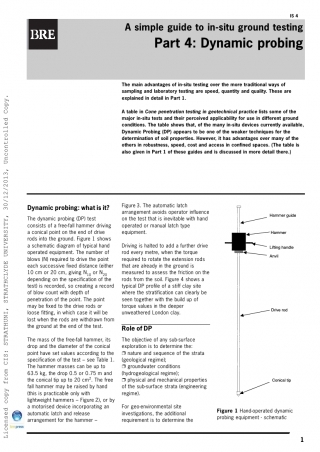 IS 4
BRE
A simple guide to in-situ ground testing
Part 4: Dynamic probing
The main advantages of in-situ testing over the more traditional ways of
sampling and laboratory testing are speed, quantity and quality. These are
explained in detail in Part 1.
A table in Cone penetration testing in geotechnical practice lists some of the
major in-situ tests and their perceived applicability for use in different ground
conditions. The table shows that, of the many in-situ devices currently available,
Dynamic Probing (DP) appears to be one of the weaker techniques for the
determination of soil properties. However, it has advantages over many of the
others in robustness, speed, cost and access in confined spaces. (The table is
also given in Part 1 of these guides and is discussed in more detail there.)
Dynamic probing: what is it?
The dynamic probing (DP) test
consists of a free-fall hammer driving
a conical point on the end of drive
rods into the ground. Figure 1 shows
a schematic diagram of typical hand
operated equipment. The number of
blows (N) required to drive the point
each successive fixed distance (either
10 cm or 20 cm, giving N10 or N20
depending on the specification of the
test) is recorded, so creating a record
of blow count with depth of
penetration of the point. The point
may be fixed to the drive rods or
loose fitting, in which case it will be
lost when the rods are withdrawn from
the ground at the end of the test.
The mass of the free-fall hammer, its
drop and the diameter of the conical
point have set values according to the
specification of the test – see Table 1.
The hammer masses can be up to
63.5 kg, the drop 0.5 or 0.75 m and
the conical tip up to 20 cm². The free
fall hammer may be raised by hand
(this is practicable only with
lightweight hammers – Figure 2), or by
a motorised device incorporating an
automatic latch and release
arrangement for the hammer –
Figure 3. The automatic latch
arrangement avoids operator influence
on the test that is inevitable with hand
operated or manual latch type
equipment.
Driving is halted to add a further drive
rod every metre, when the torque
required to rotate the extension rods
that are already in the ground is
measured to assess the friction on the
rods from the soil. Figure 4 shows a
typical DP profile of a stiff clay site
where the stratification can clearly be
seen together with the build up of
torque values in the deeper
unweathered London clay.
Role of DP
The objective of any sub-surface
exploration is to determine the:
❒ nature and sequence of the strata
(geological regime);
❒ groundwater conditions
(hydrogeological regime);
❒ physical and mechanical properties
of the sub-surface strata (engineering
regime).
For geo-environmental site
investigations, the additional
requirement is to determine the
Hammer guide
Hammer
Lifting handle
Anvil
Drive rod
Conical tip
Figure 1 Hand-operated dynamic
probing equipment - schematic
1
Licensed copy from CIS: STRATHUNI, STRATHCLYDE UNIVERSITY, 30/12/2013, Uncontrolled Copy.